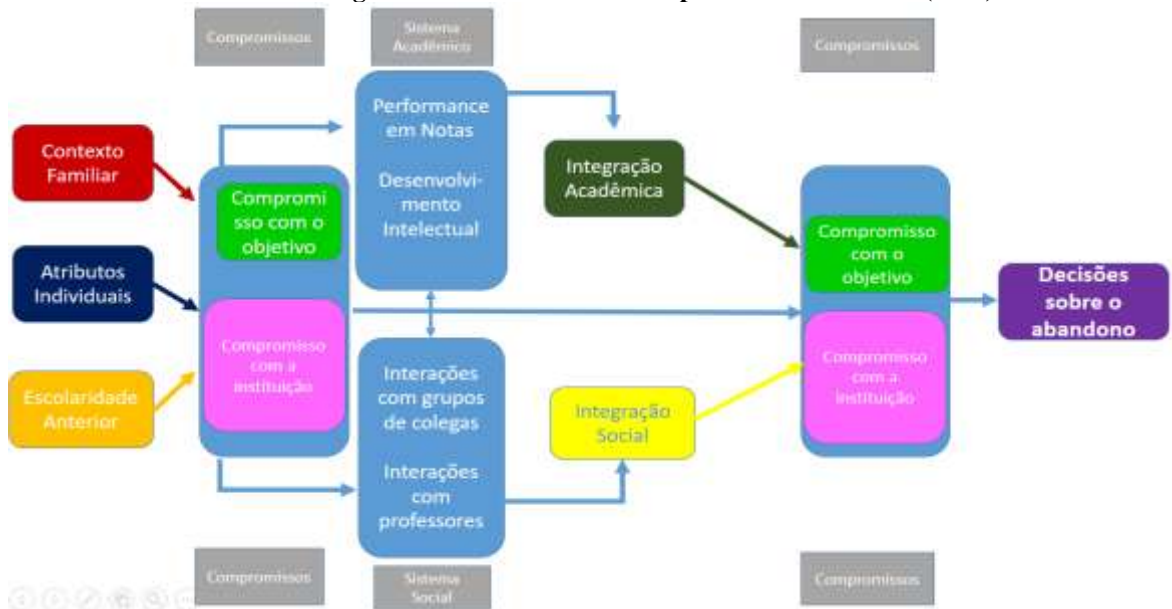 Compromissos
Sistema
Acadêmico
Compromissos
Contexto
Familiar
Atributos
Individuais
Escolaridade
Anterior
Compromi
sso com o
objetivo
Compromisso
com a
instituição
Performance
em Notas
Desenvolvi-
mento
Intelectual
Interações
com grupos
de colegas
Interações
com
professores
Integração
Acadêmica
Integração
Social
Compromisso
com o
objetivo
Compromisso
com a
instituição
Decisões
sobre o
abandono
Compromissos
Sistema
Social
Compromissos